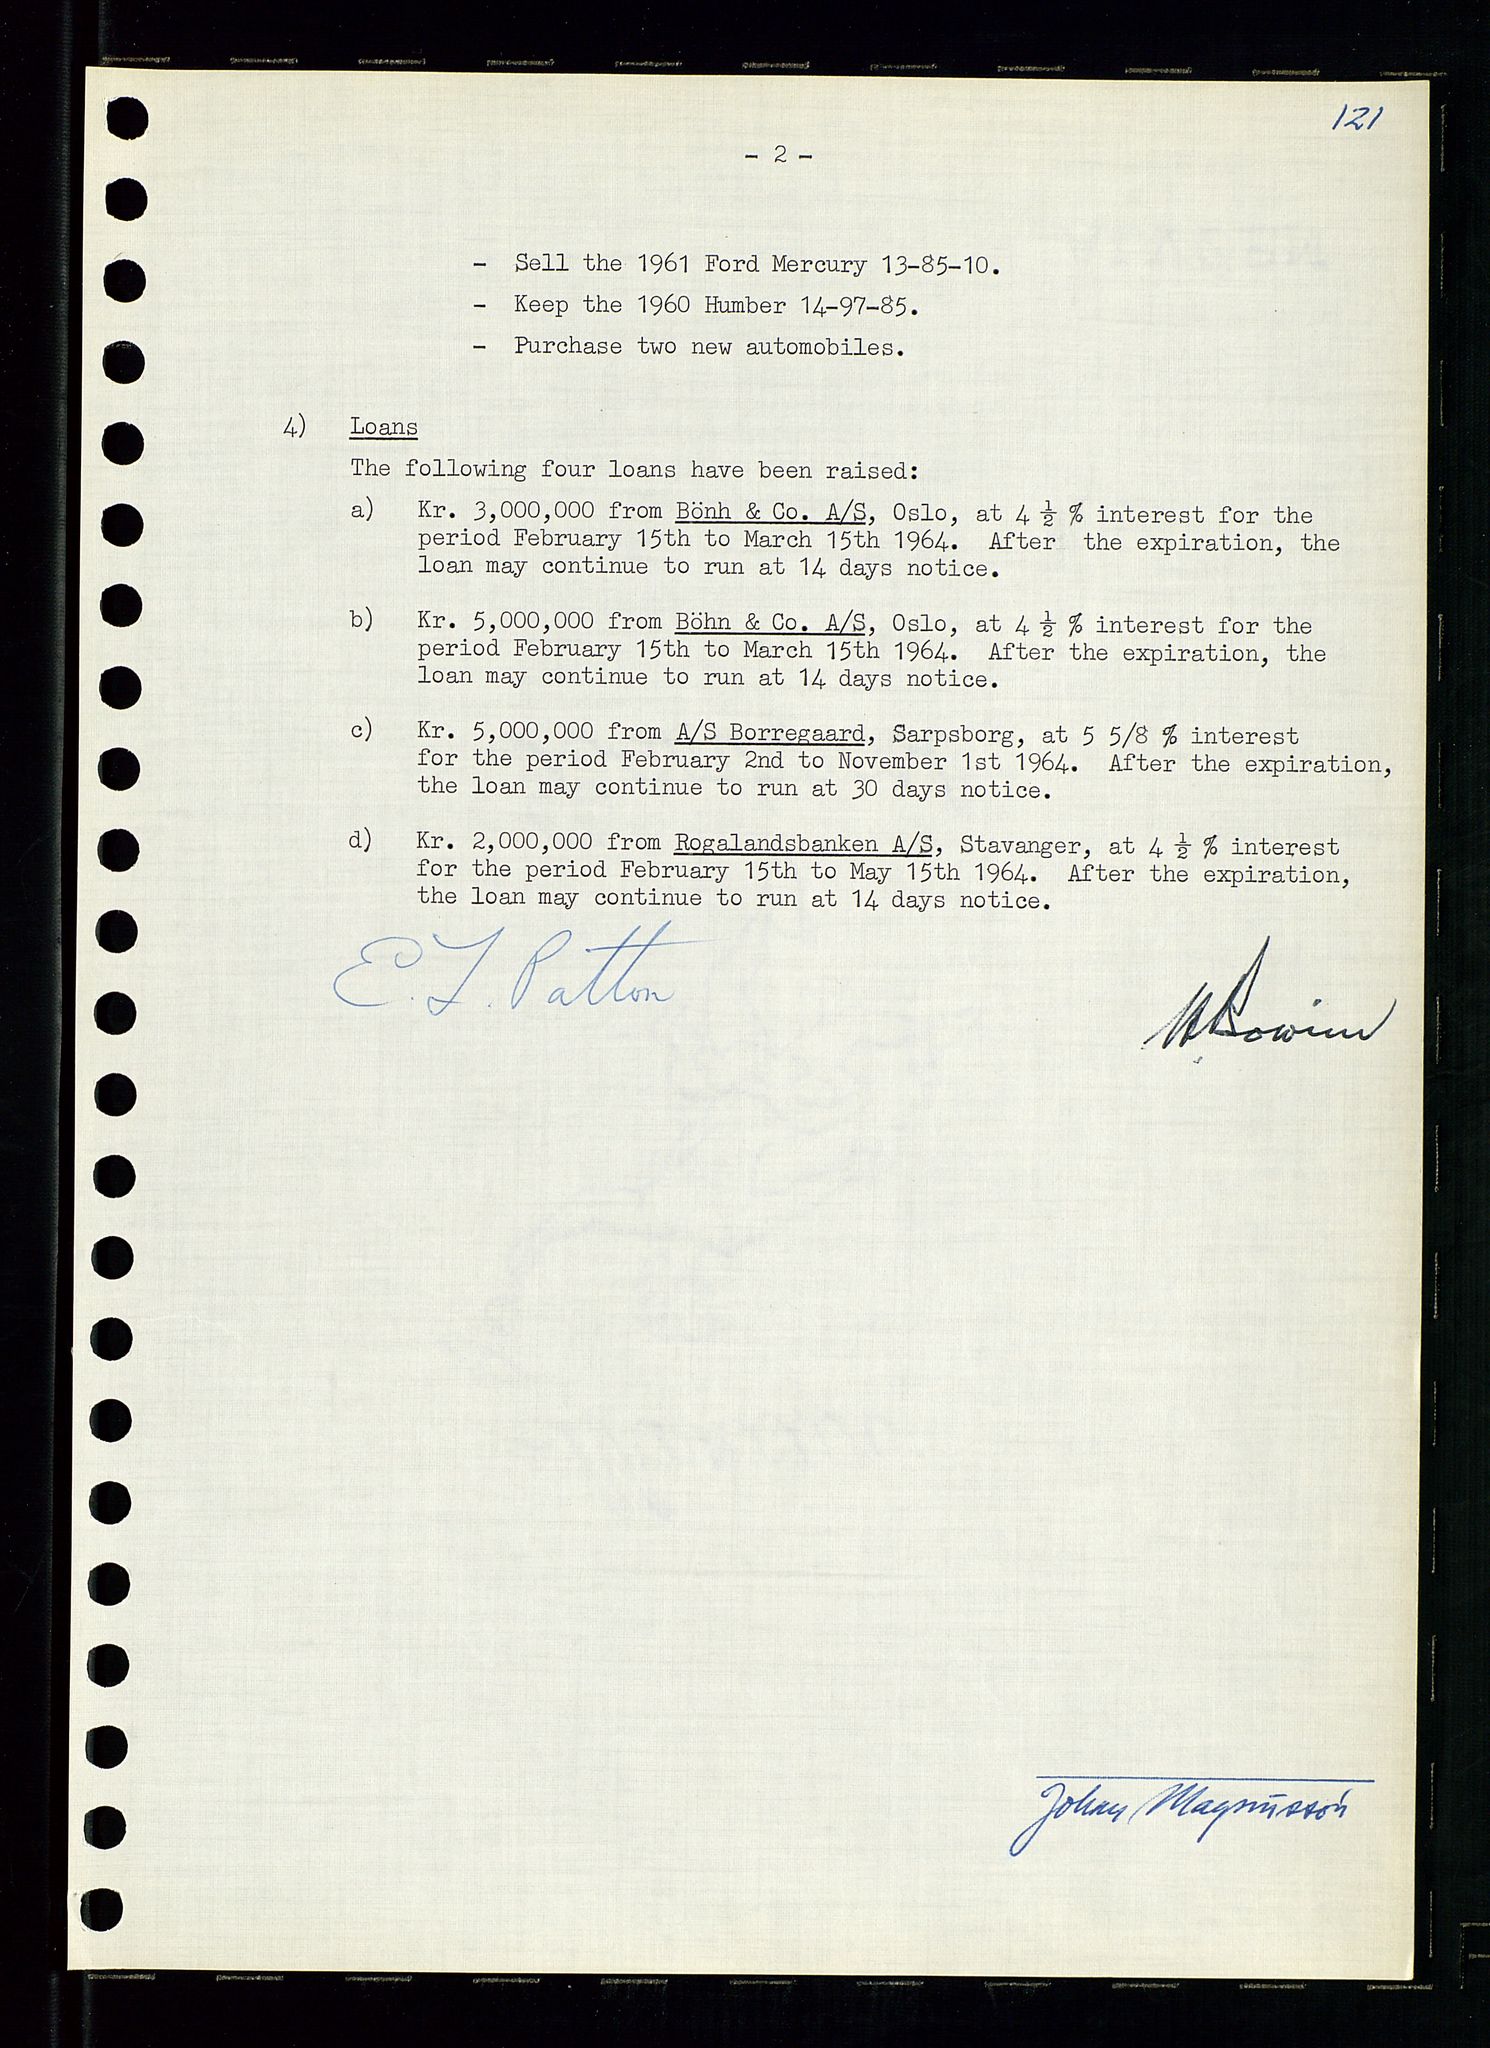 121
- 2 -
- Sell the 1961 Ford Mercury 13-85-10.
- Keep the 1960 Humber 14-97-85.
- Purchase two new automobiles.
4) Loans
The following four loans have been raised:
a) Kr. 3,000,000 from Bönh & Co. A/S, Oslo, at 4 ½ % interest for the
period February 15th to March 15th 1964. After the expiration, the
loan may continue to run at 14 days notice.
b) Kr. 5,000,000 from Böhn & Co. A/S, Oslo, at 4 ½ % interest for the
period February 15th to March 15th 1964. After the expiration, the
loan may continue to run at 14 days notice.
c) Kr. 5,000,000 from A/S Borregaard, Sarpsborg, at 5 5/8 % interest
for the period February 2nd to November 1st 1964. After the expiration,
the loan may continue to run at 30 days notice.
d) Kr. 2,000,000 from Rogalandsbanken A/S, Stavanger, at 4 ½ % interest
for the period February 15th to May 15th 1964. After the expiration,
the loan may continue to run at 14 days notice.
E. L. Patton
Johny Magnusson